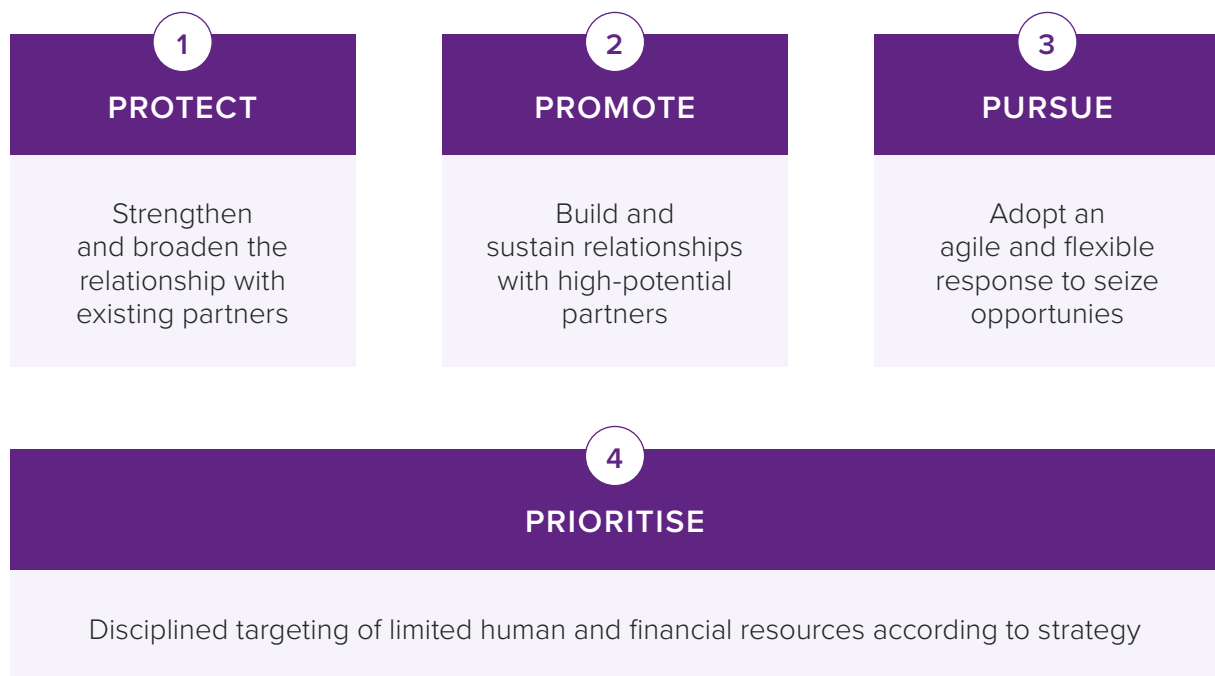 1
PROTECT
Strengthen
and broaden the
relationship with
existing partners
2
PROMOTE
Build and
sustain relationships
with high-potential
partners
3
PURSUE
Adopt an
agile and flexible
response to seize
opportunies
4
PRIORITISE
Disciplined targeting of limited human and financial resources according to strategy